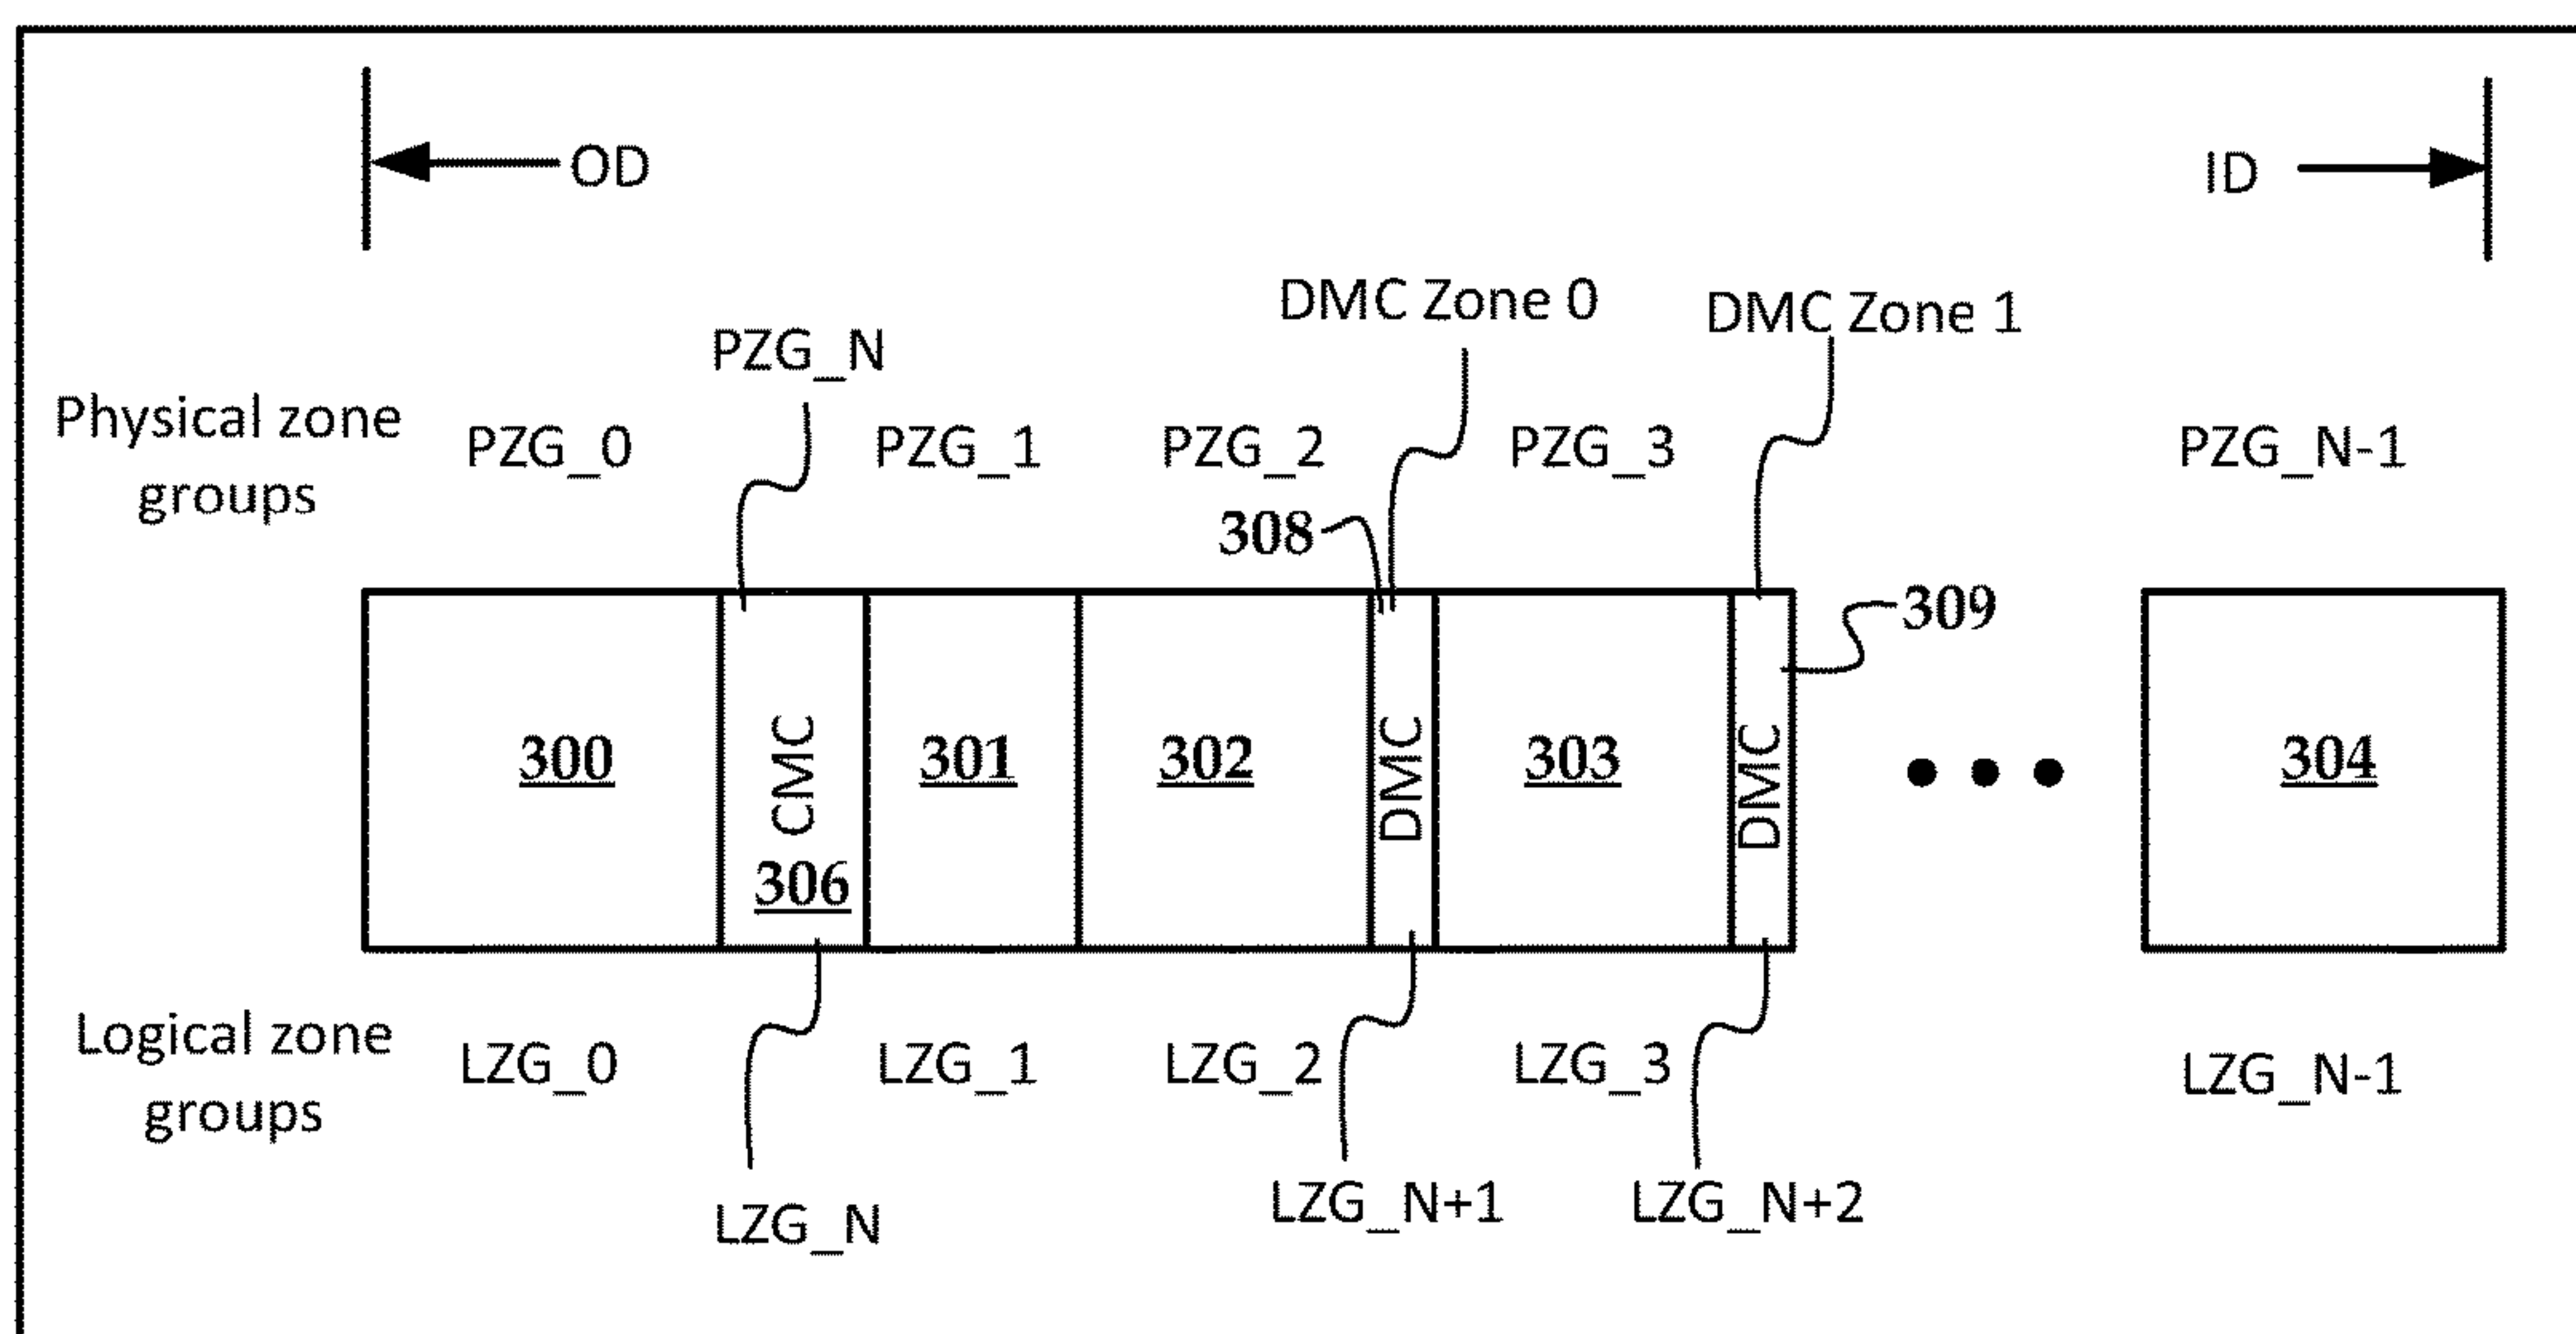 OD
ID
DMC Zone 0
DMC Zone 1
PZG_N
Physical zone
groups
PZG_0
PZG_1
PZG_2
PZG_3
PZG_N-1
308
309
300
CMC
306
301
302
DMC
303
DMC
304
Logical zone
groups
LZG_0
LZG_1
LZG_2
LZG_3
LZG_N-1
LZG_N
LZG_N+1
LZG_N+2